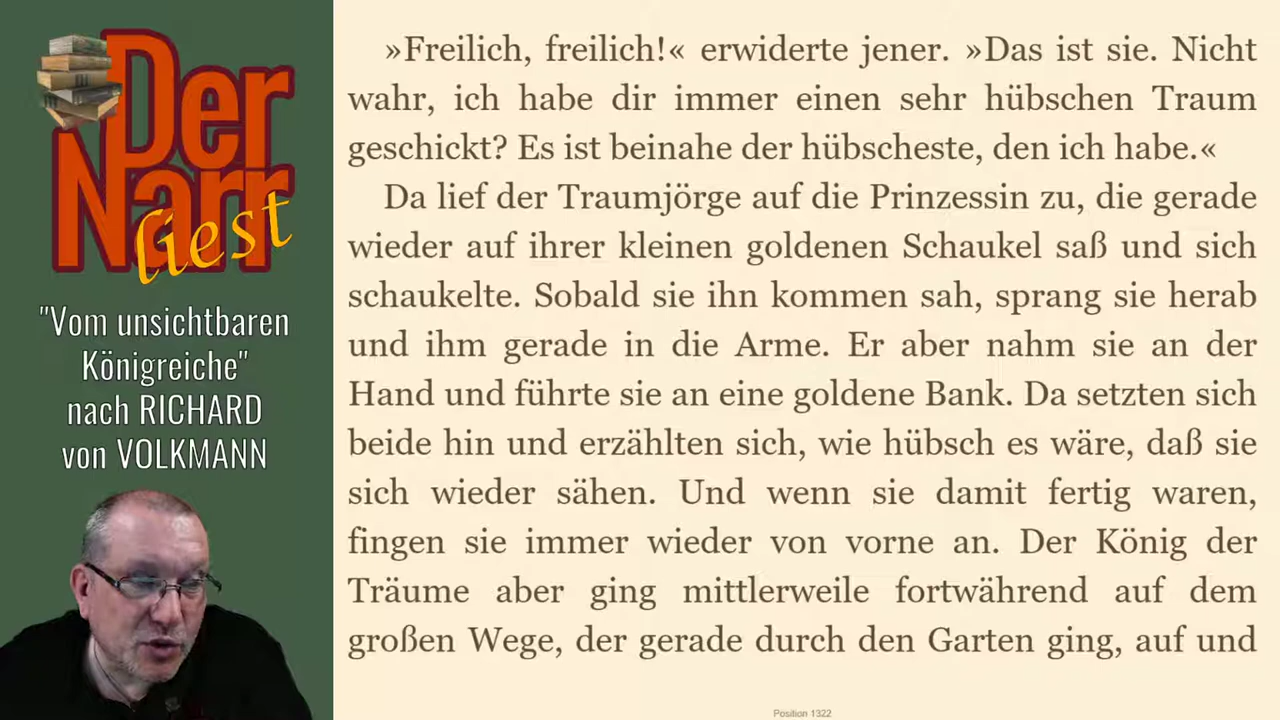 Der
Narr
liest
"Vom unsichtbaren
Königreiche"
nach RICHARD
von VOLKMANN
»Freilich, freilich!« erwiderte jener. »Das ist sie. Nicht
wahr, ich habe dir immer einen sehr hübschen Traum
geschickt? Es ist beinahe der hübscheste, den ich habe.«
Da lief der Traumjörge auf die Prinzessin zu, die gerade
wieder auf ihrer kleinen goldenen Schaukel saß und sich
schaukelte. Sobald sie ihn kommen sah, sprang sie herab
und ihm gerade in die Arme. Er aber nahm sie an der
Hand und führte sie an eine goldene Bank. Da setzten sich
beide hin und erzählten sich, wie hübsch es wäre, daß sie
sich wieder sähen. Und wenn sie damit fertig waren,
fingen sie immer wieder von vorne an. Der König der
Träume aber ging mittlerweile fortwährend auf dem
großen Wege, der gerade durch den Garten ging, auf und
Position 1322